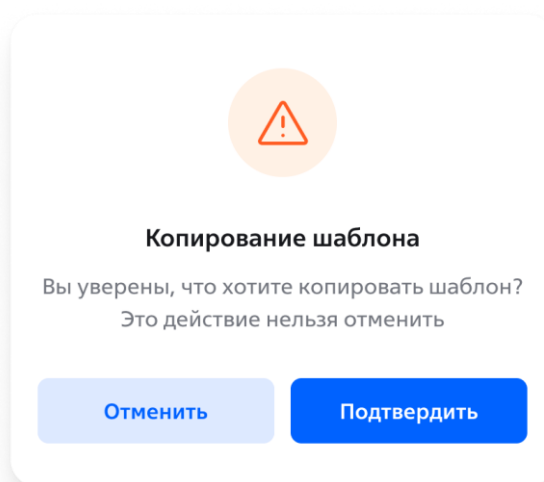 Копирование шаблона
Вы уверены, что хотите копировать шаблон?
Это действие нельзя отменить
Отменить
Подтвердить